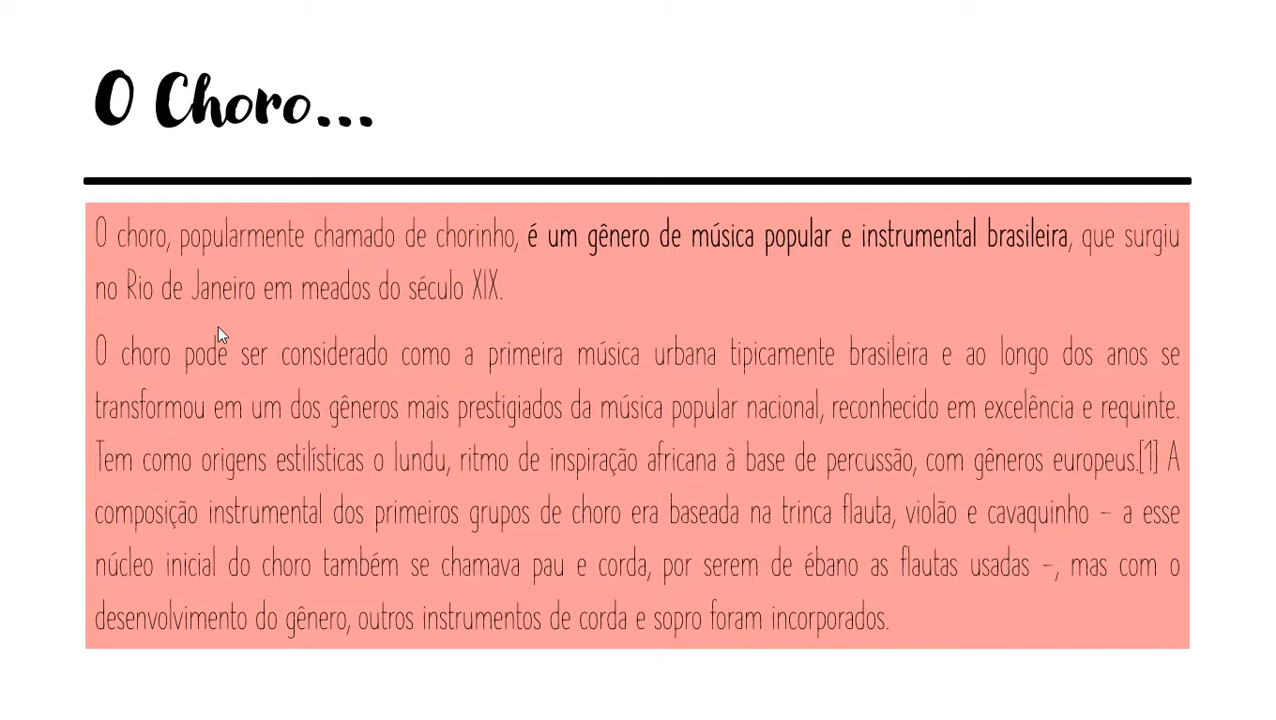 O Choro...
O choro, popularmente chamado de chorinho, é um gênero de música popular e instrumental brasileira, que surgiu
no Rio de Janeiro em meados do século XIX.
O choro pode ser considerado como a primeira música urbana tipicamente brasileira e ao longo dos anos se
transformou em um dos gêneros mais prestigiados da música popular nacional, reconhecido em excelência e requinte.
Tem como origens estilísticas o lundu, ritmo de inspiração africana à base de percussão, com gêneros europeus.[1] A
composição instrumental dos primeiros grupos de choro era baseada na trinca flauta, violão e cavaquinho – a esse
núcleo inicial do choro também se chamava pau e corda, por serem de ébano as flautas usadas –, mas com o
desenvolvimento do gênero, outros instrumentos de corda e sopro foram incorporados.